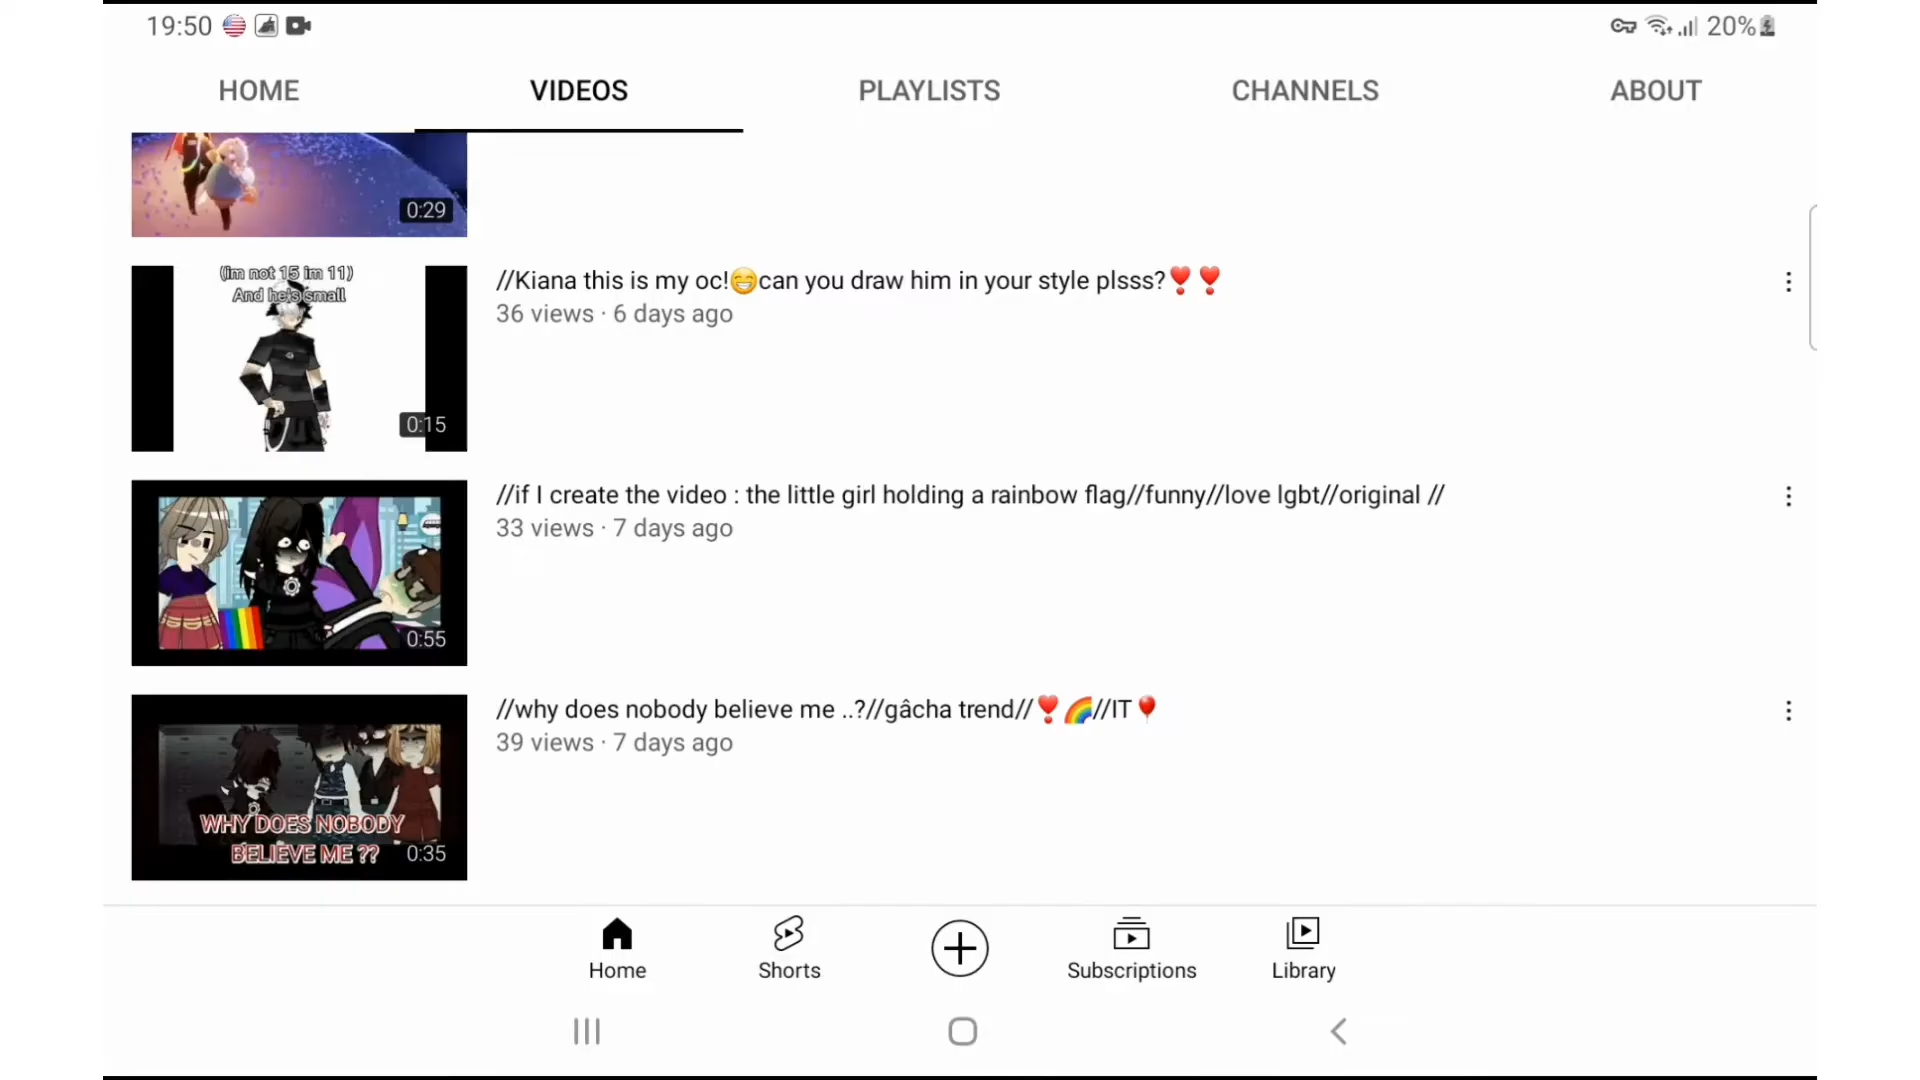 19:50
20%
HOME
VIDEOS
PLAYLISTS
CHANNELS
ABOUT
0:29
(im not 15 im 11)
And he's small
0:15
//Kiana this is my oc!😁can you draw him in your style plsss?❣️❣️
36 views · 6 days ago
//if I create the video : the little girl holding a rainbow flag//funny//love lgbt//original //
33 views · 7 days ago
0:55
//why does nobody believe me ..?//gâcha trend//❣️🌈//IT🎈
39 views · 7 days ago
WHY DOES NOBODY
BELIEVE ME ??
0:35
Home
Shorts
Subscriptions
Library